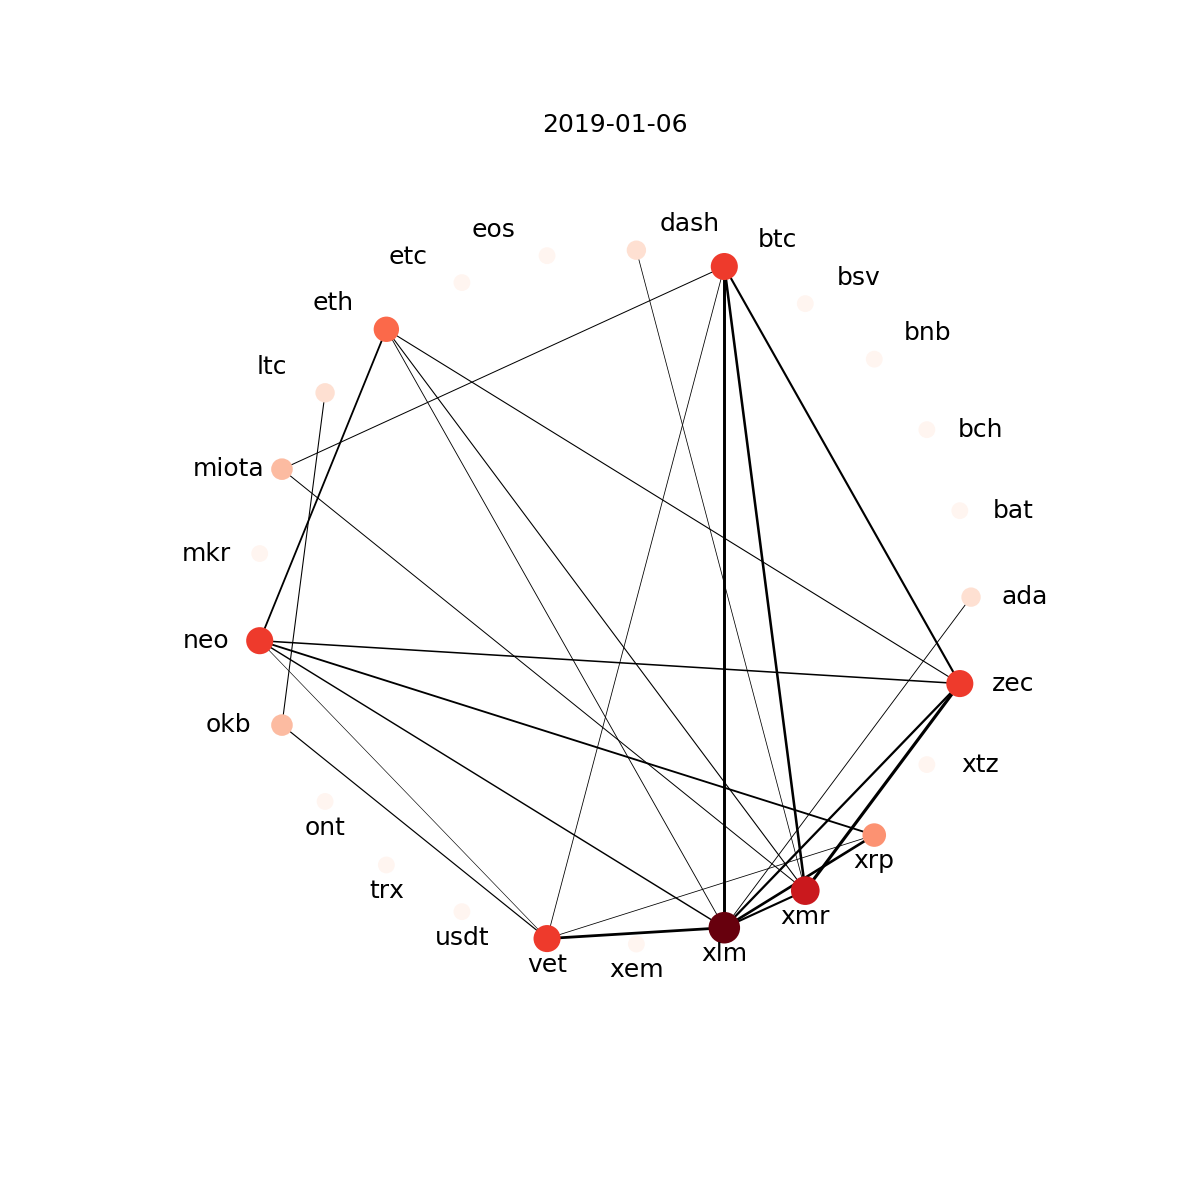 2019-01-06
dash
eos
btc
etc
bsv
eth
bnb
ltc
bch
miota
bat
mkr
ada
neo
zec
okb
xtz
ont
xrp
trx
xmr
usdt
xlm
vet
xem